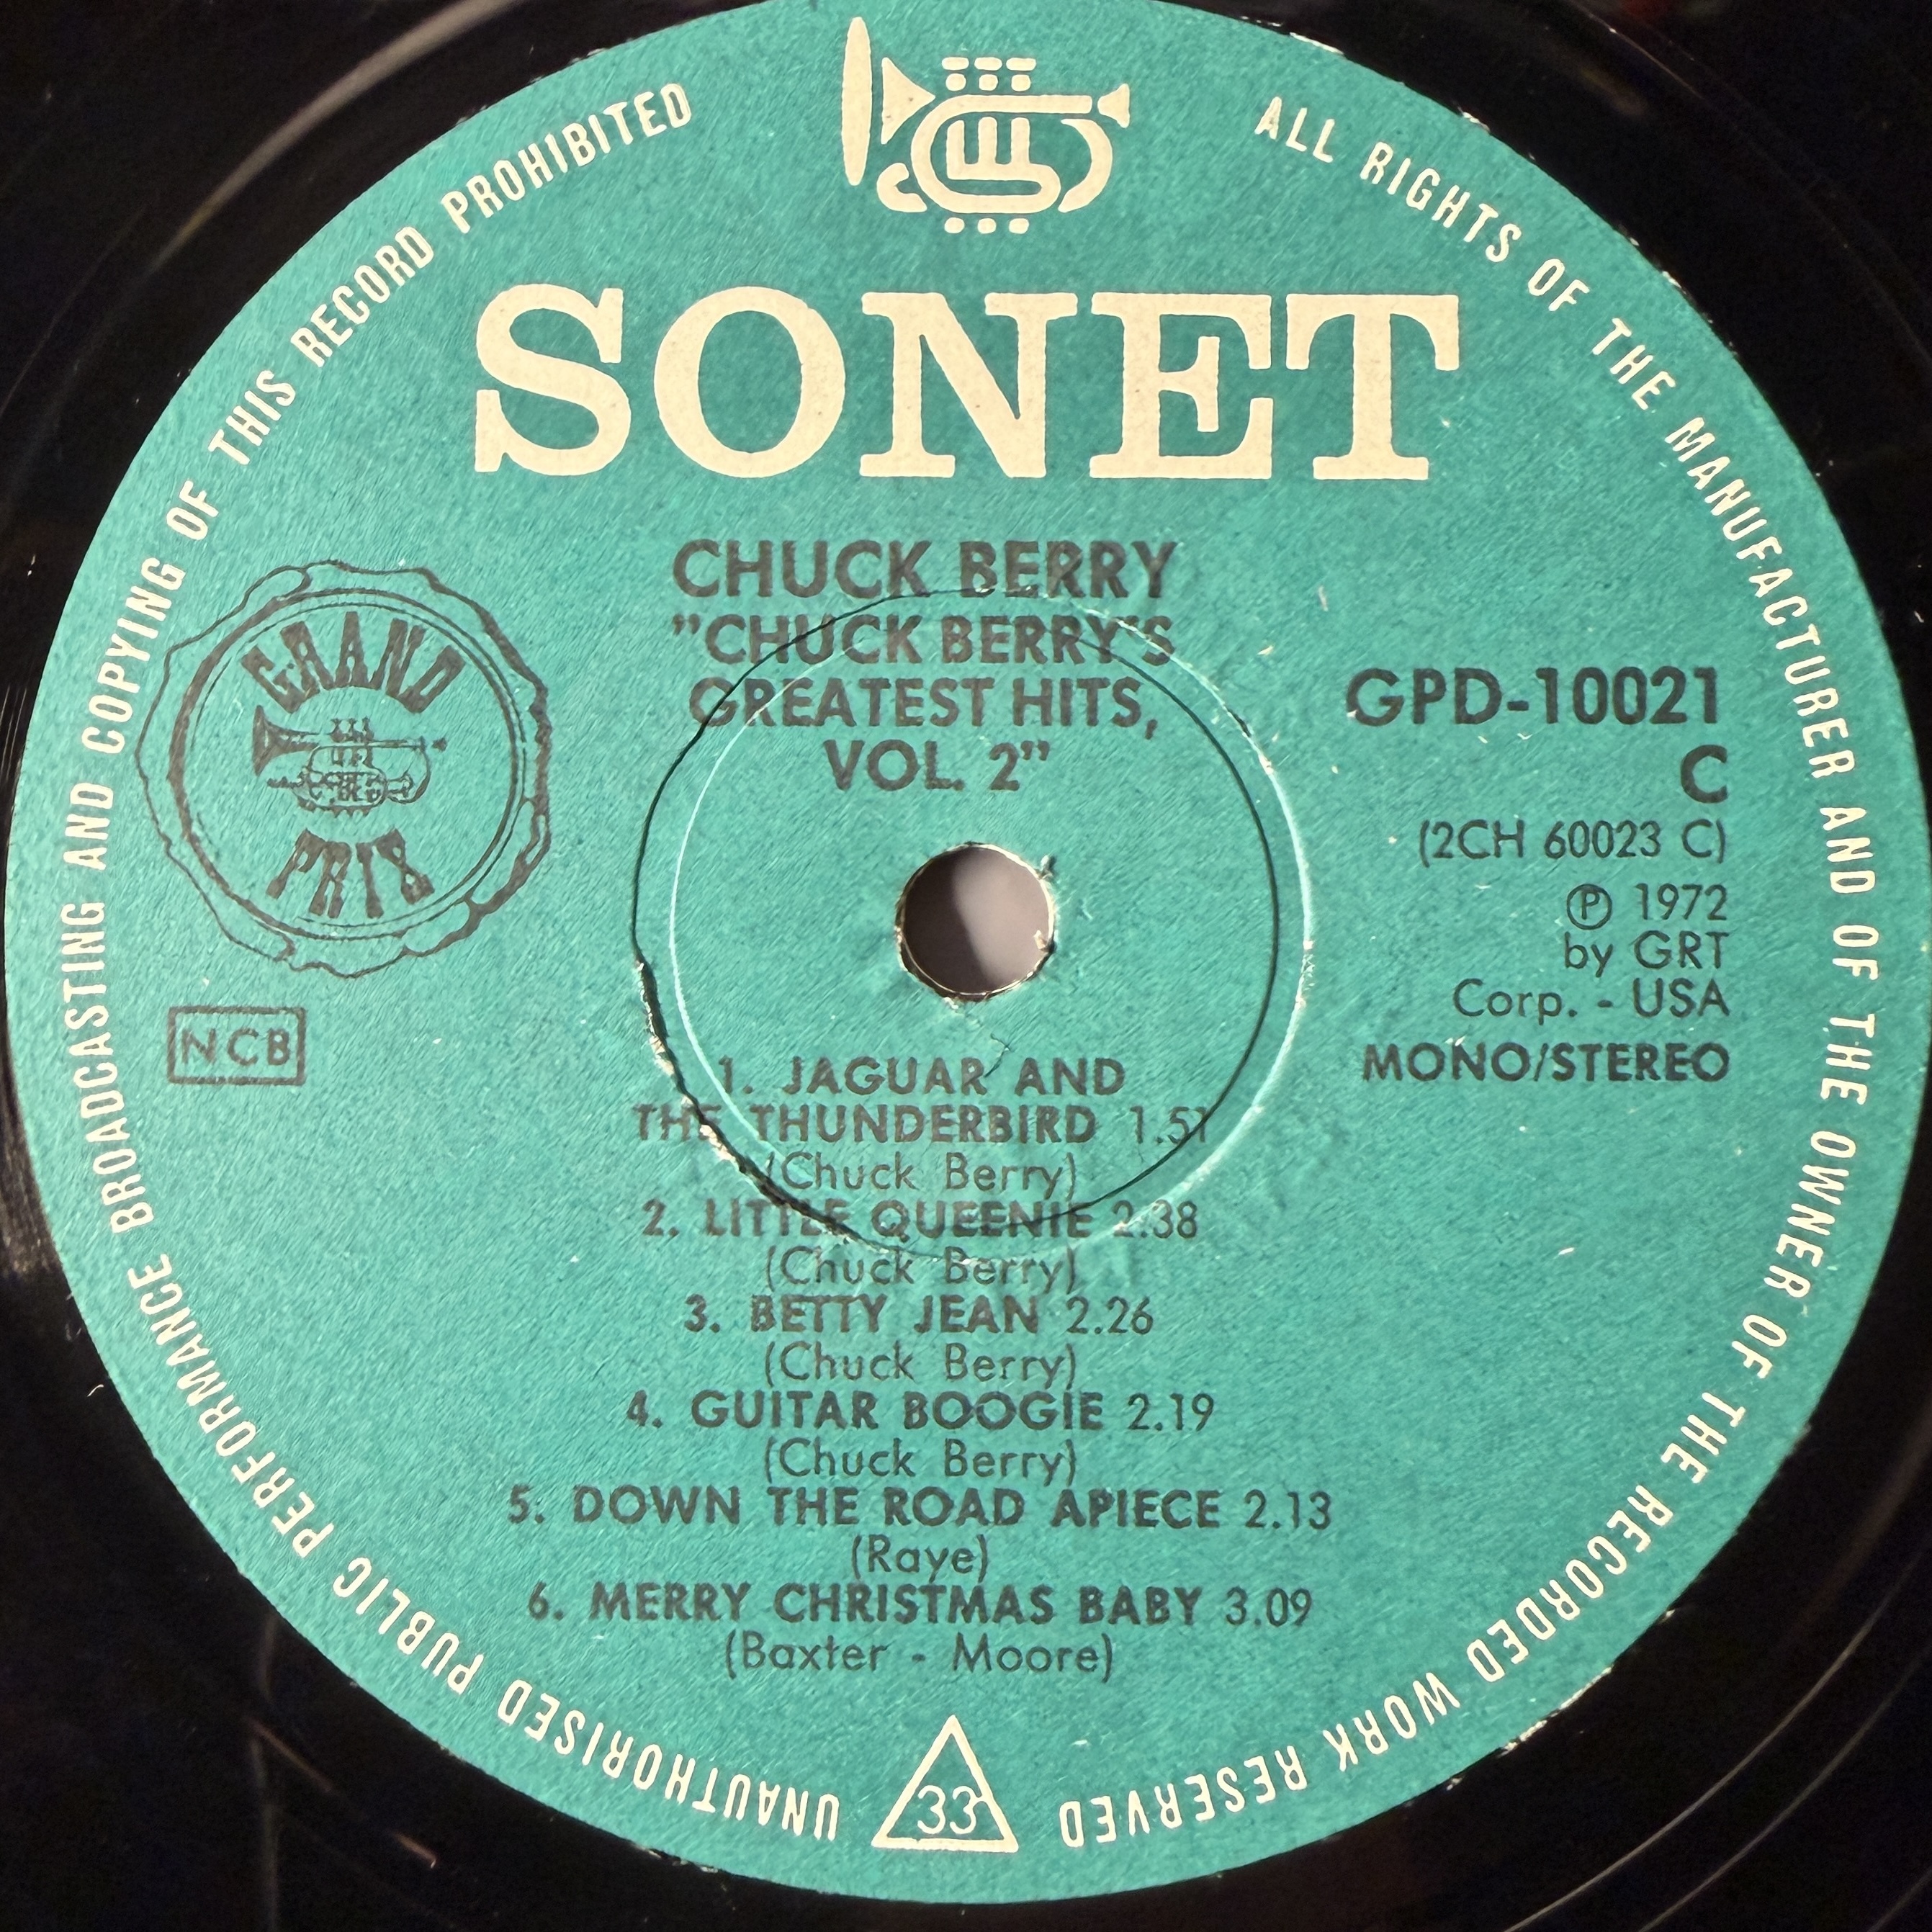 SONET
CHUCK BERRY
"CHUCK BERRY'S
GREATEST HITS,
VOL. 2"
GRAND
PRIX
NCB
GPD-10021
C
(2CH 60023 C)
℗ 1972
by GRT
Corp. - USA
MONO/STEREO
1. JAGUAR AND
THE THUNDERBIRD 1.51
(Chuck Berry)
2. LITTLE QUEENIE 2.38
(Chuck Berry)
3. BETTY JEAN 2.26
(Chuck Berry)
4. GUITAR BOOGIE 2.19
(Chuck Berry)
5. DOWN THE ROAD APIECE 2.13
(Raye)
6. MERRY CHRISTMAS BABY 3.09
(Baxter - Moore)
33
ALL RIGHTS OF THE MANUFACTURER AND OF THE OWNER OF THE RECORDED WORK RESERVED
UNAUTHORISED PUBLIC PERFORMANCE BROADCASTING AND COPYING OF THIS RECORD PROHIBITED